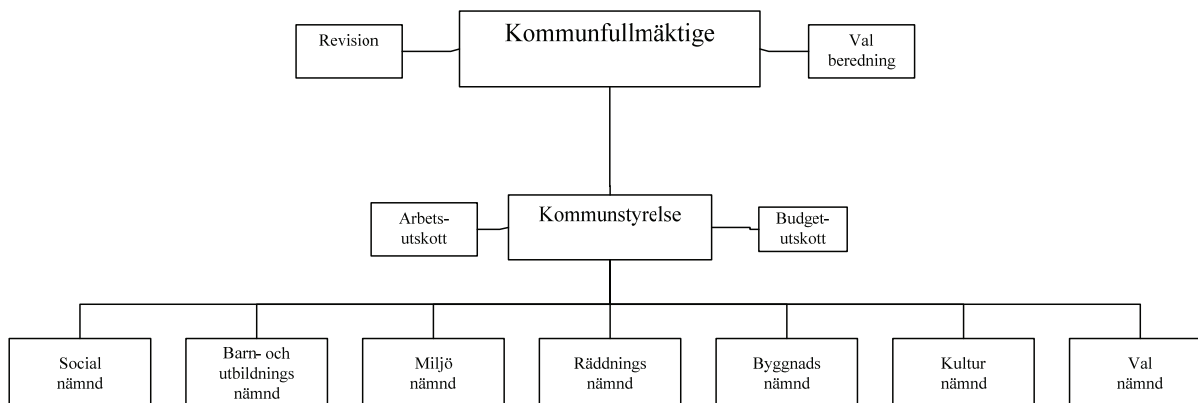 Kommunfullmäktige
Revision
Val
beredning
Kommunstyrelse
Arbets-
utskott
Budget-
utskott
Social
nämnd
Barn- och
utbildnings
nämnd
Miljö
nämnd
Räddnings
nämnd
Byggnads
nämnd
Kultur
nämnd
Val
nämnd